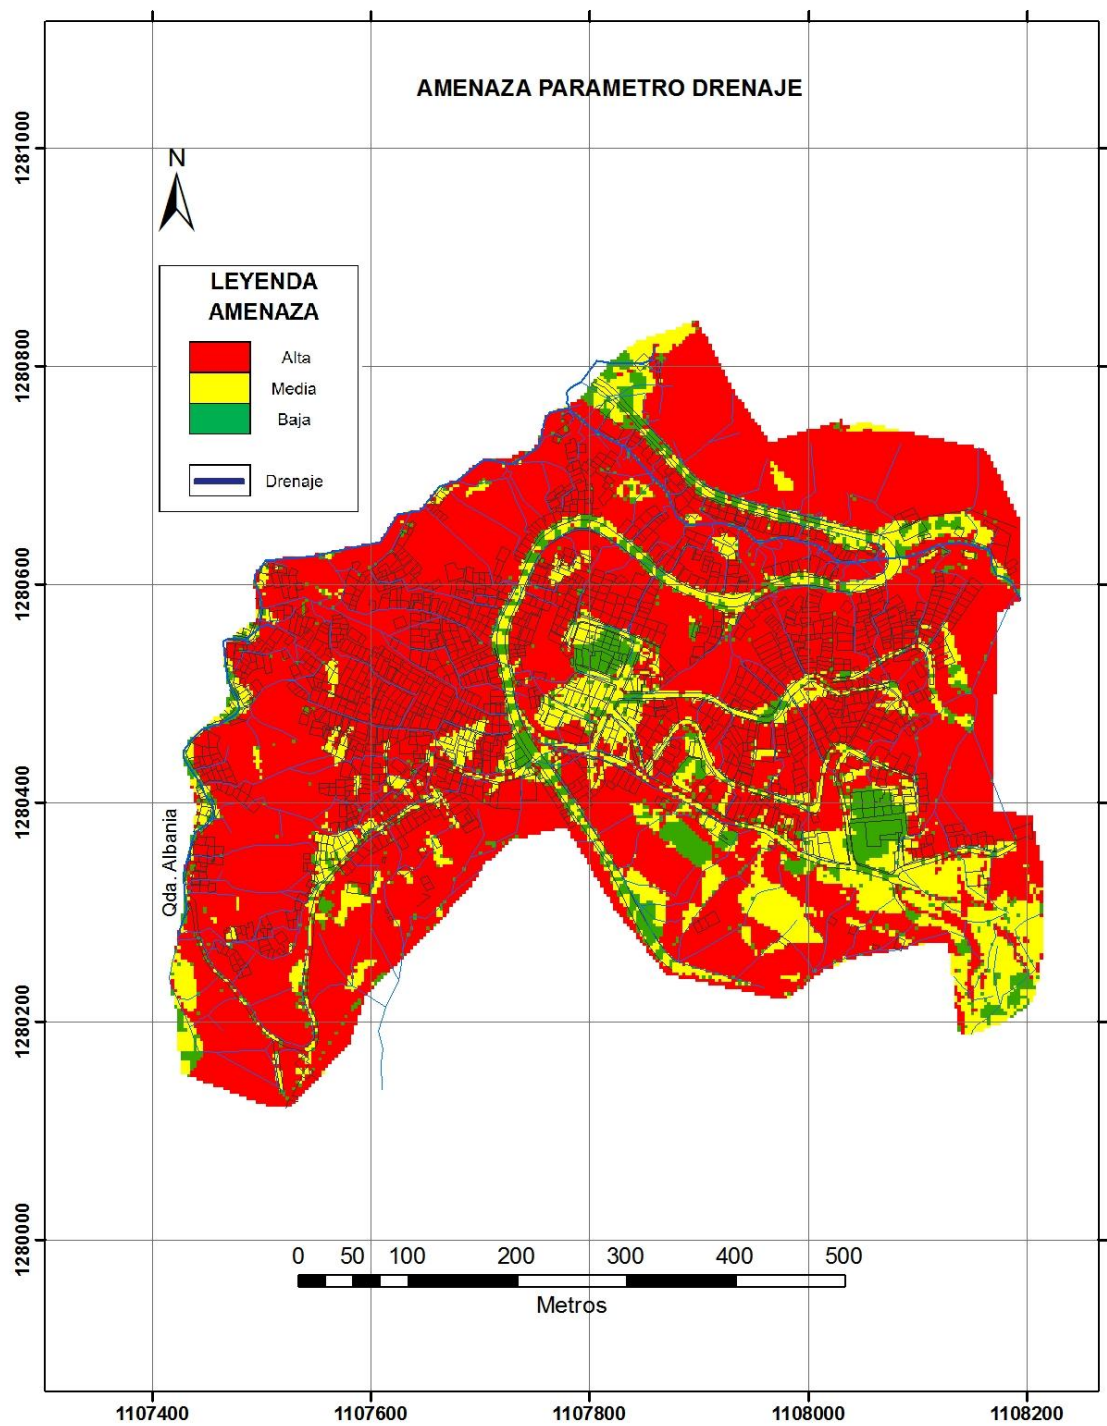 AMENAZA PARAMETRO DRENAJE
1281000
N
LEYENDA
AMENAZA
Alta
Media
Baja
Drenaje
1280800
1280600
1280400
Qda. Albania
1280200
1280000
0 50 100 200 300 400 500
Metros
1107400 1107600 1107800 1108000 1108200